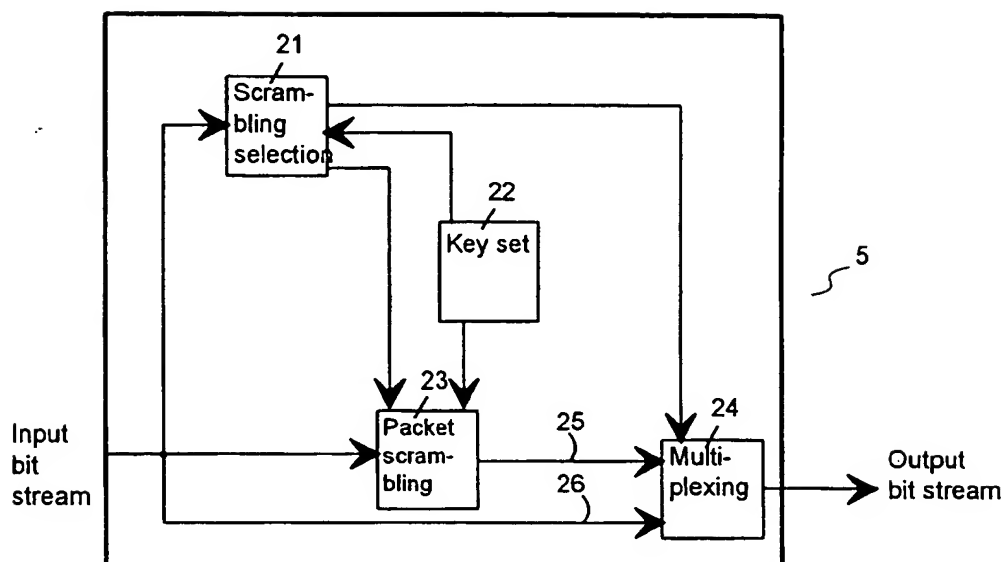 21
Scram-
bling
selection
22
Key set
5
23
Packet
scram-
bling
Input
bit
stream
25
26
24
Multi-
plexing
Output
bit stream